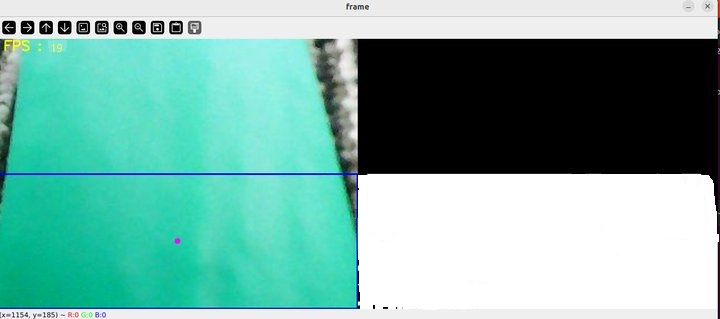 frame
FPS : 19
(x=1154, y=185) ~ R:0 G:0 B:0